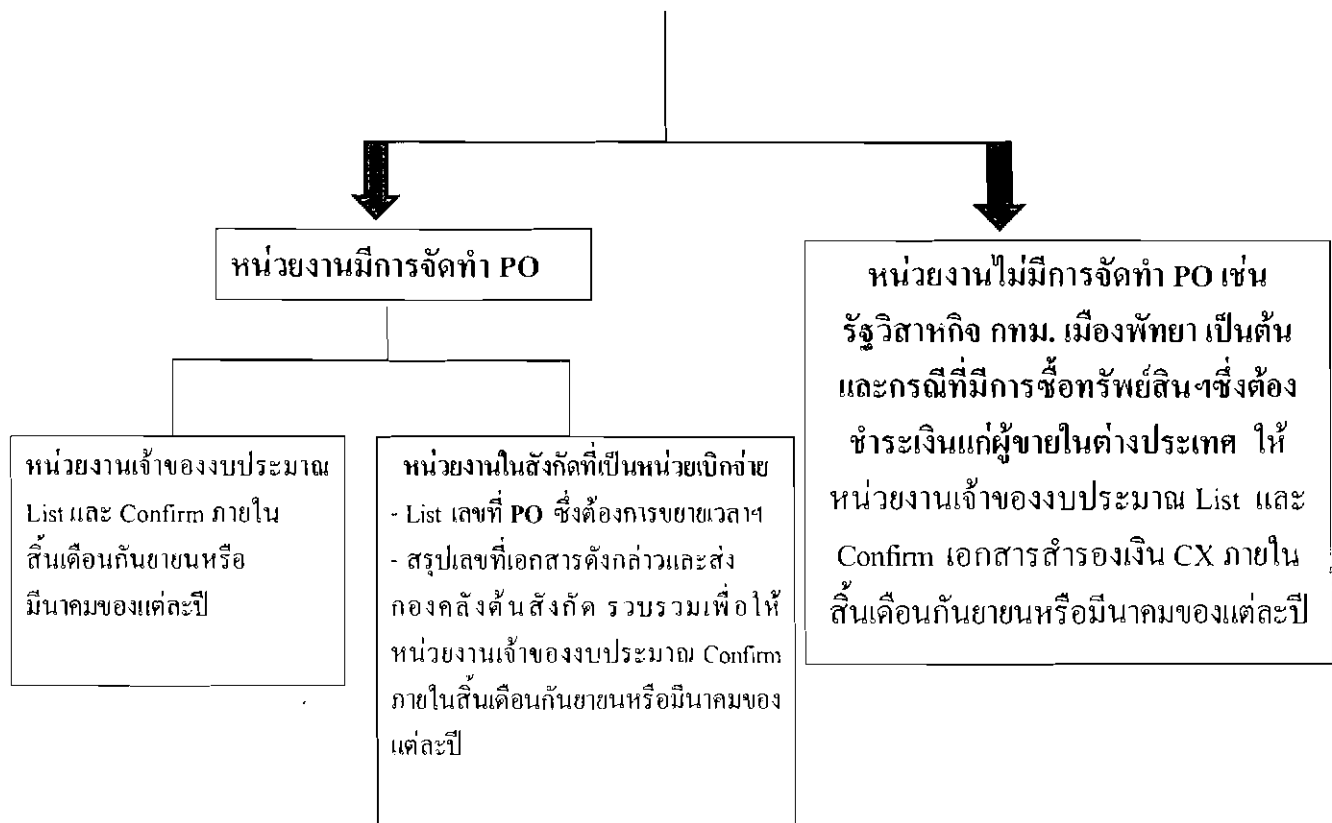 หน่วยงานมีการจัดทำ PO
หน่วยงานไม่มีการจัดทำ PO เช่น
รัฐวิสาหกิจ กทม. เมืองพัทยา เป็นต้น
และกรณีที่มีการซื้อทรัพย์สินฯซึ่งต้อง
ชำระเงินแก่ผู้ขายในต่างประเทศ ให้
หน่วยงานเจ้าของงบประมาณ List และ
Confirm เอกสารสำรองเงิน CX ภายใน
สิ้นเดือนกันยายนหรือมีนาคมของแต่ละปี
หน่วยงานเจ้าของงบประมาณ
List และ Confirm ภายใน
สิ้นเดือนกันยายนหรือ
มีนาคมของแต่ละปี
หน่วยงานในสังกัดที่เป็นหน่วยเบิกจ่าย
- List เลขที่ PO ซึ่งต้องการขยายเวลาฯ
- สรุปเลขที่เอกสารดังกล่าวและส่ง
กองคลังต้นสังกัด รวบรวมเพื่อให้
หน่วยงานเจ้าของงบประมาณ Confirm
ภายในสิ้นเดือนกันยายนหรือมีนาคมของ
แต่ละปี